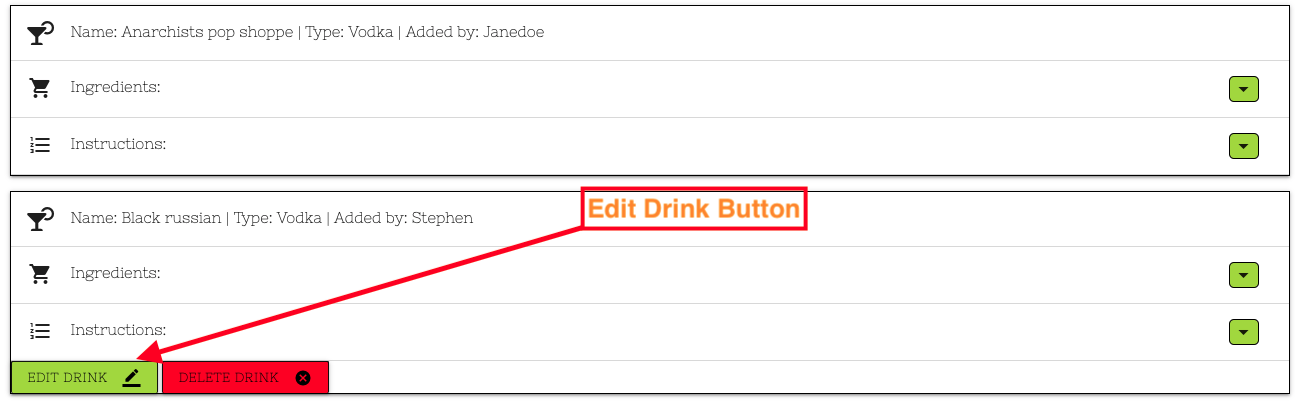 Name: Anarchists pop shoppe | Type: Vodka | Added by: Janedoe
Ingredients:
Instructions:
Edit Drink Button
Name: Black russian | Type: Vodka | Added by: Stephen
Ingredients:
Instructions:
EDIT DRINK DELETE DRINK